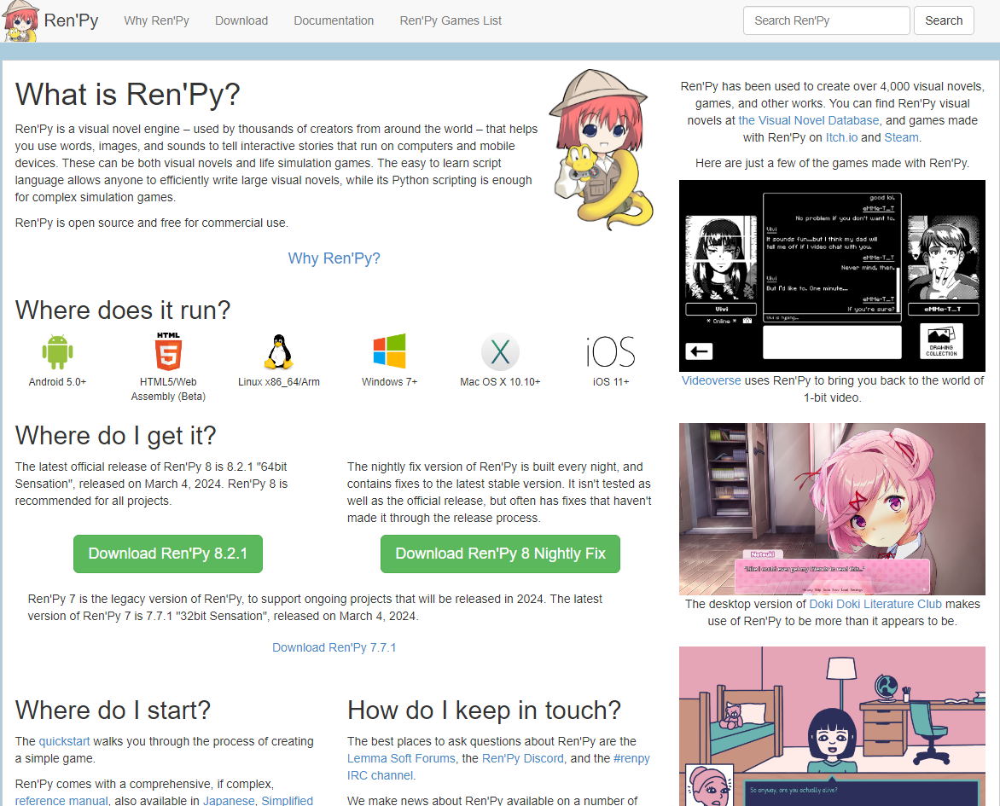 Ren'Py
Why Ren'Py
Download
Documentation
Ren'Py Games List
Search Ren'Py
Search
What is Ren'Py?
Ren'Py is a visual novel engine – used by thousands of creators from around the world – that helps
you use words, images, and sounds to tell interactive stories that run on computers and mobile
devices. These can be both visual novels and life simulation games. The easy to learn script
language allows anyone to efficiently write large visual novels, while its Python scripting is enough
for complex simulation games.
Ren'Py is open source and free for commercial use.
Why Ren'Py?
Where does it run?
HTML
5
iOS
Android 5.0+
HTML5/Web
Assembly (Beta)
Linux x86_64/Arm
Windows 7+
Mac OS X 10.10+
iOS 11+
Where do I get it?
The latest official release of Ren'Py 8 is 8.2.1 "64bit
Sensation", released on March 4, 2024. Ren'Py 8 is
recommended for all projects.
Download Ren'Py 8.2.1
The nightly fix version of Ren'Py is built every night, and
contains fixes to the latest stable version. It isn't tested as
well as the official release, but often has fixes that haven't
made it through the release process.
Download Ren'Py 8 Nightly Fix
Ren'Py 7 is the legacy version of Ren'Py, to support ongoing projects that will be released in 2024. The latest
version of Ren'Py 7 is 7.7.1 "32bit Sensation", released on March 4, 2024.
Download Ren'Py 7.7.1
Where do I start?
The quickstart walks you through the process of creating
a simple game.
Ren'Py comes with a comprehensive, if complex,
reference manual, also available in Japanese, Simplified
How do I keep in touch?
The best places to ask questions about Ren'Py are the
Lemma Soft Forums, the Ren'Py Discord, and the #renpy
IRC channel.
We make news about Ren'Py available on a number of
Ren'Py has been used to create over 4,000 visual novels,
games, and other works. You can find Ren'Py visual
novels at the Visual Novel Database, and games made
with Ren'Py on Itch.io and Steam.
Here are just a few of the games made with Ren'Py.
good lol.
eMMe-T_T
No problem if you don't want to.
Vivi
It sounds fun...but I think my dad will
tell me off if I video chat with you.
eMMe-T_T
Never mind, then.
Vivi
But I'd like to. One minute...
eMMe-T_T
If you're sure?
Vivi is typing...
Vivi
* Online *
eMMe-T_T
DRAWING
COLLECTION
Videoverse uses Ren'Py to bring you back to the world of
1-bit video.
Natsuki
"Like I could ever get my friends to read this..."
The desktop version of Doki Doki Literature Club makes
use of Ren'Py to be more than it appears to be.
So anyway, are you actually alive?